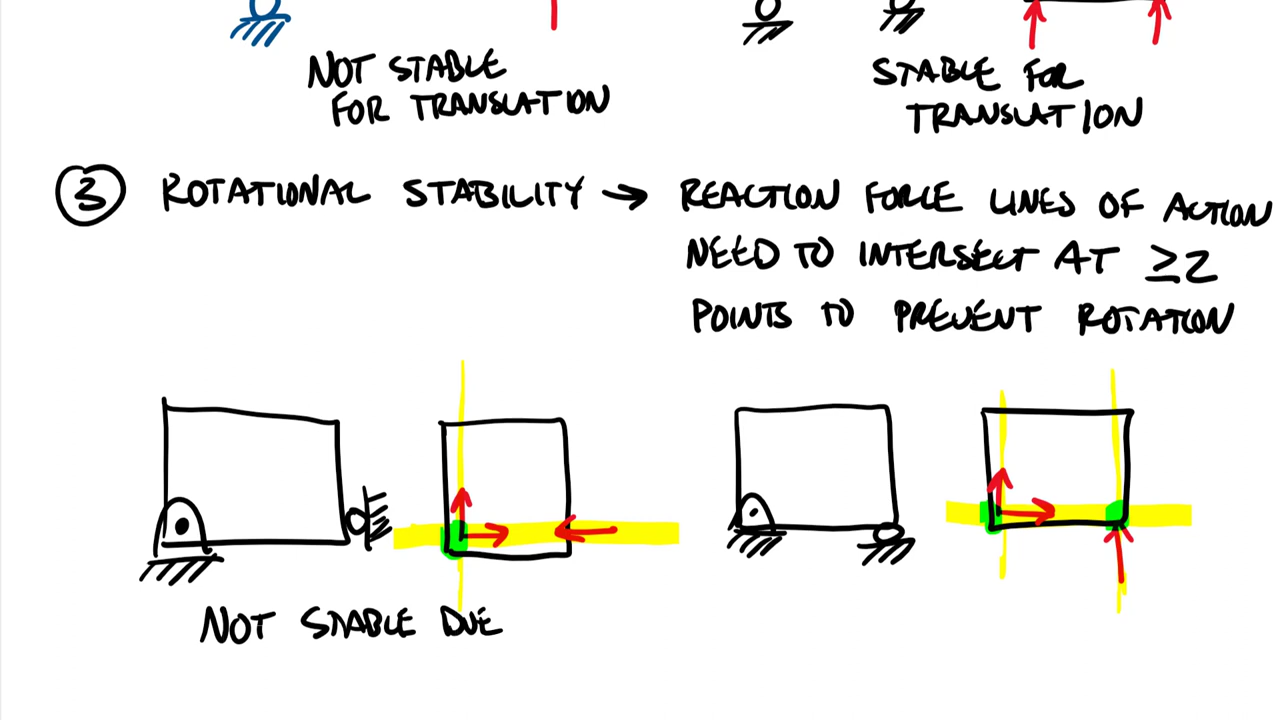 NOT STABLE
FOR TRANSLATION
STABLE FOR
TRANSLATION
③ ROTATIONAL STABILITY → REACTION FORCE LINES OF ACTION
NEED TO INTERSECT AT ≥2
POINTS TO PREVENT ROTATION
NOT STABLE DUE